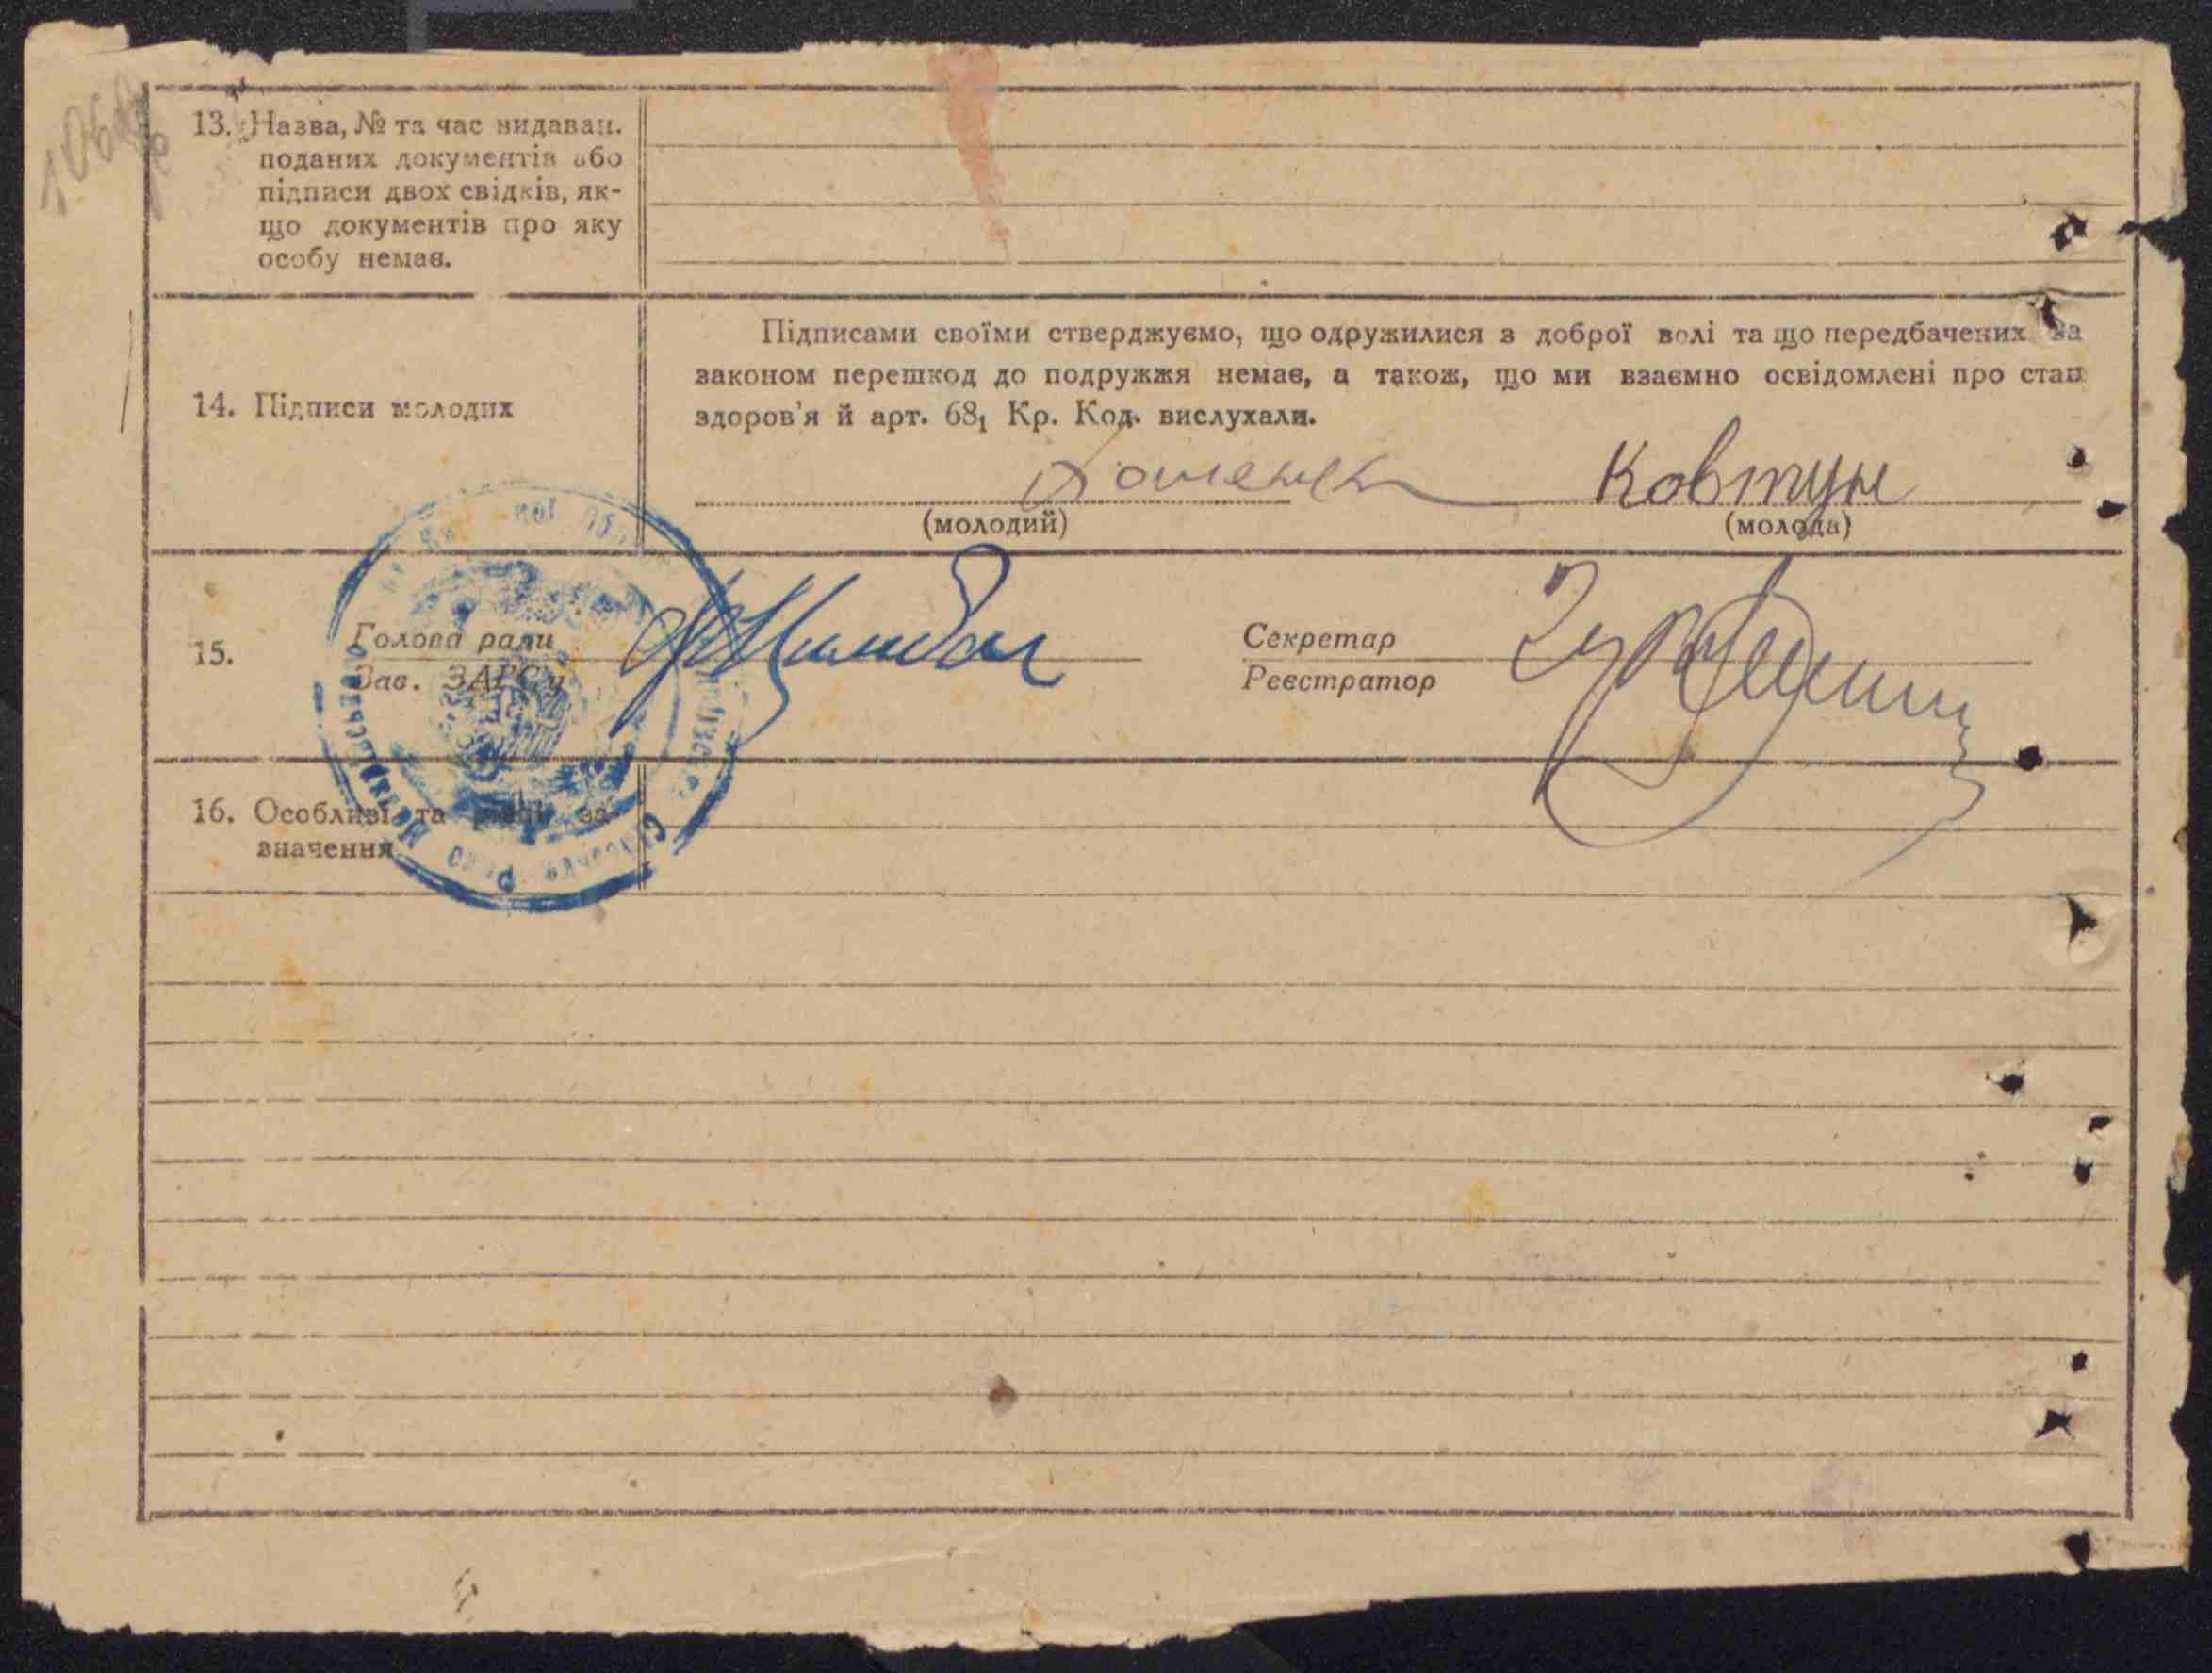 13. Назва, № та час видаван.
поданих документів або
підписи двох свідків, як-
що документів про яку
особу немає.
Підписами своїми стверджуємо, що одружилися з доброї волі та що передбачених за
законом перешкод до подружжя немає, а також, що ми взаємно освідомлені про стан
14. Підписи молодих
здоров'я й арт. 68₁ Кр. Код. вислухали.
Ковтун
(молодий) (молода)
15.
Голова ради Секретар
Зав. ЗАГС'у Реєстратор
16. Особливі та за-
значення